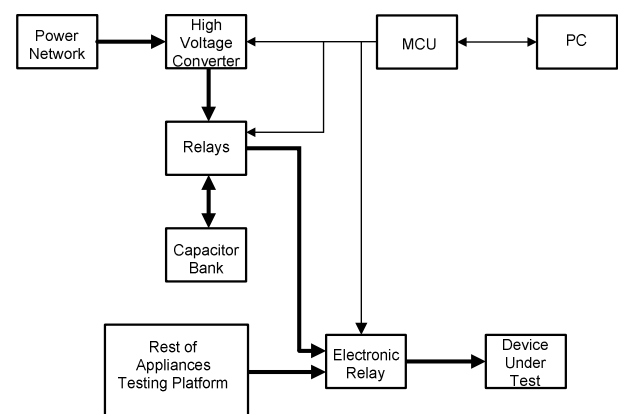 Power
Network
High
Voltage
Converter
MCU
PC
Relays
Capacitor
Bank
Rest of
Appliances
Testing Platform
Electronic
Relay
Device
Under
Test